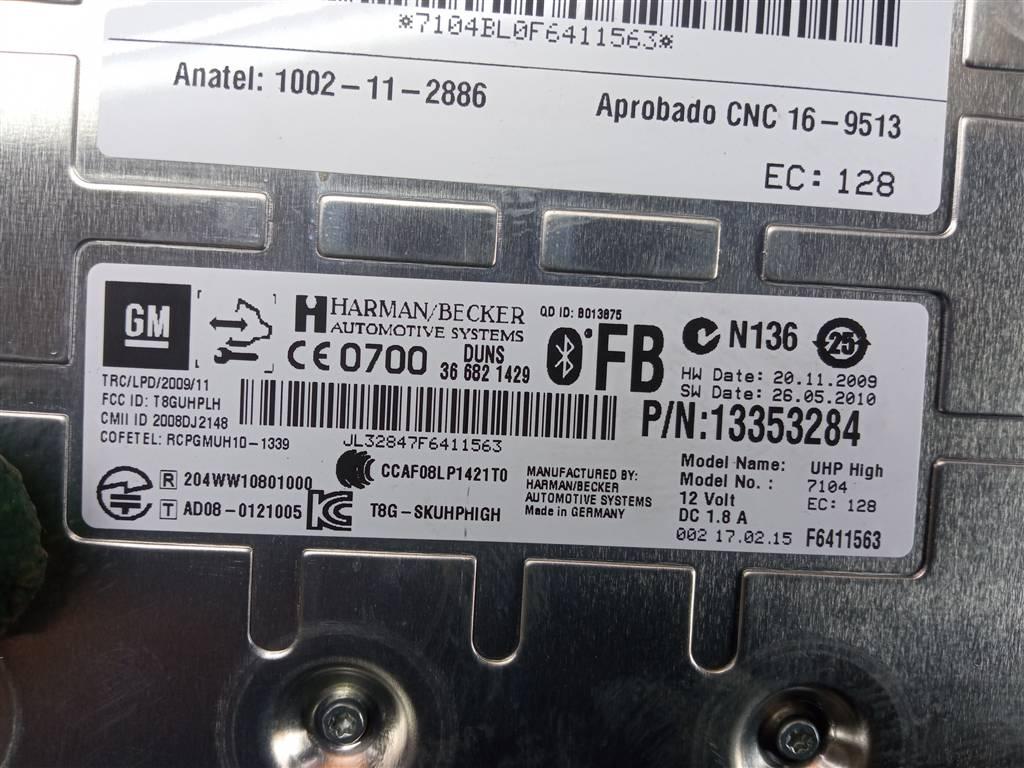 *7104BL0F6411563*
Anatel: 1002-11-2886
Aprobado CNC 16-9513
EC: 128
GM
HARMAN/BECKER
AUTOMOTIVE SYSTEMS
QD ID: B013875
CE 0700
DUNS
36 682 1429
FB
N136
25
HW Date: 20.11.2009
SW Date: 26.05.2010
TRC/LPD/2009/11
FCC ID: T8GUHPLH
CMII ID 2008DJ2148
COFETEL: RCPGMUH10-1339
JL32847F6411563
P/N:13353284
R 204WW10801000
T AD08-0121005
CCAF08LP1421T0
KC
T8G-SKUHPHIGH
MANUFACTURED BY:
HARMAN/BECKER
AUTOMOTIVE SYSTEMS
Made in GERMANY
Model Name: UHP High
Model No.: 7104
12 Volt EC: 128
DC 1.8 A
002 17.02.15 F6411563